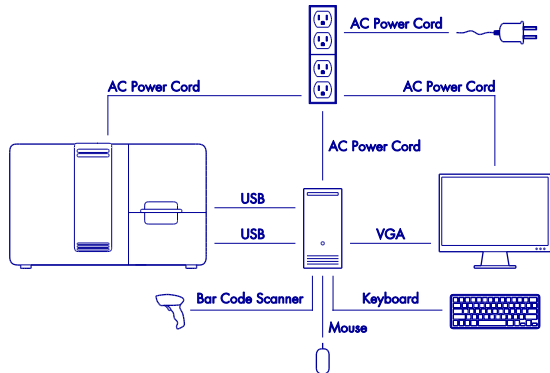 AC Power Cord
AC Power Cord
AC Power Cord
AC Power Cord
USB
USB
VGA
Bar Code Scanner
Keyboard
Mouse